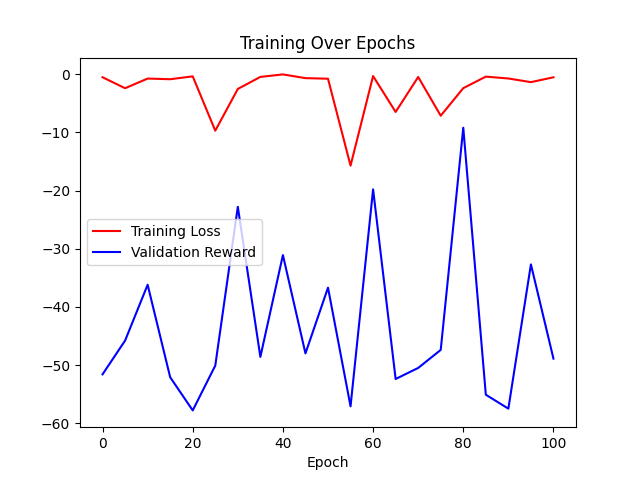 Training Over Epochs
0
−10
−20
−30
−40
−50
−60
Training Loss
Validation Reward
0 20 40 60 80 100
Epoch